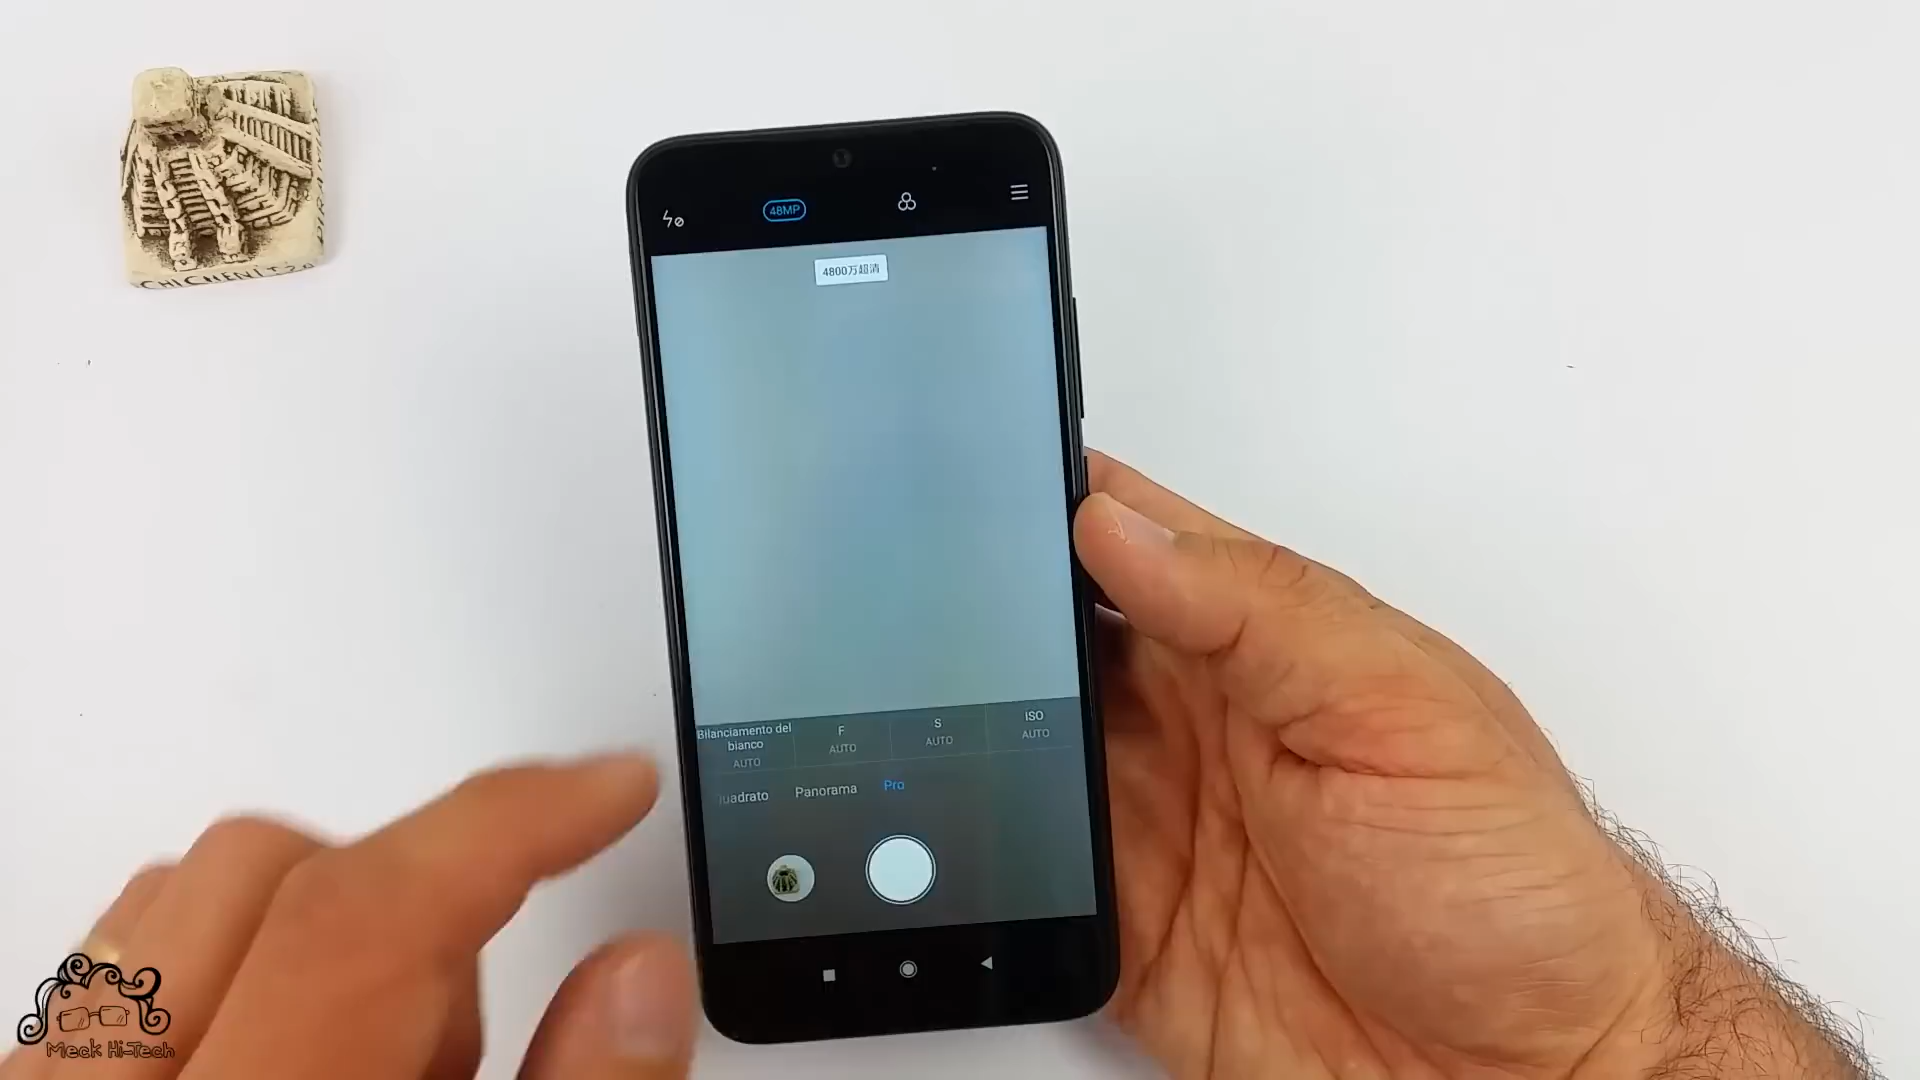 CHICHENITZA
48MP
4800万超清
Bilanciamento del
bianco
AUTO
F
AUTO
S
AUTO
ISO
AUTO
uadrato
Panorama
Pro
Meck Hi-Tech